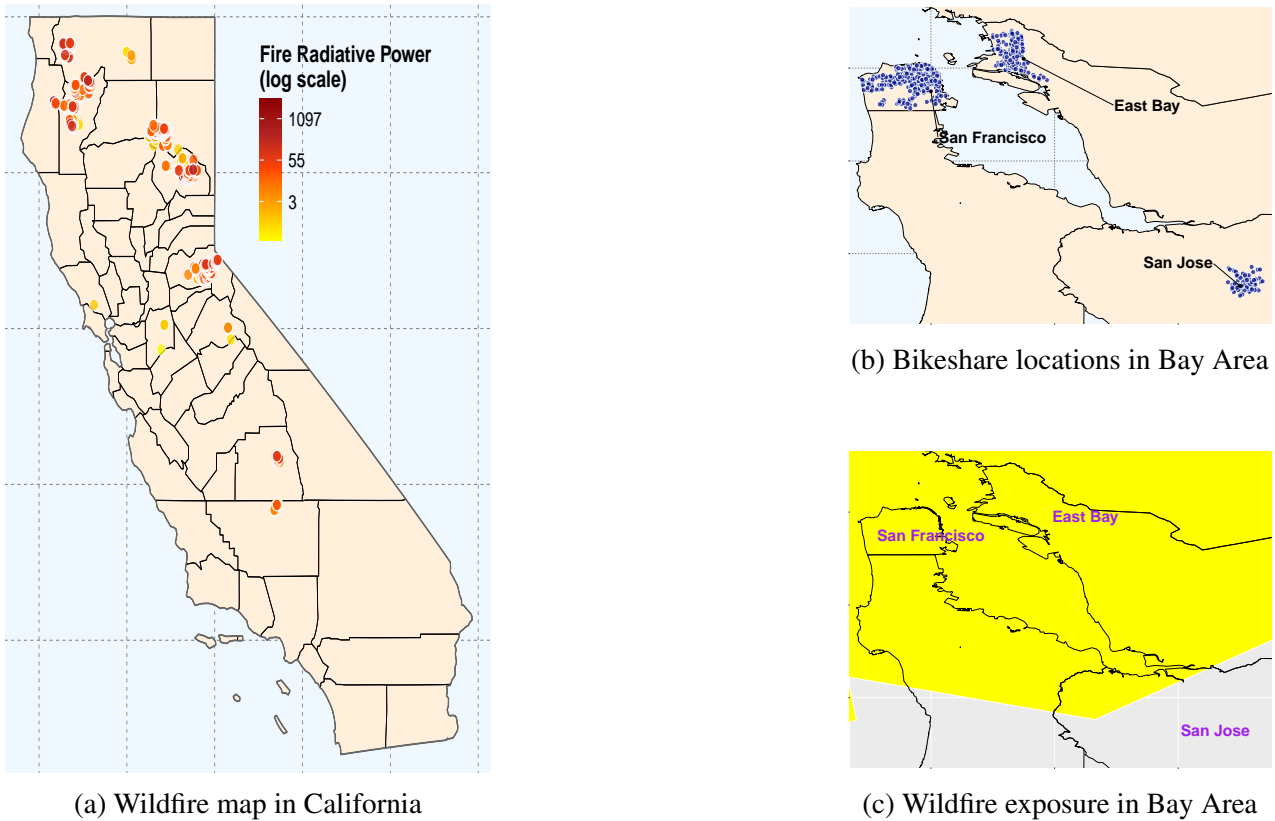 Fire Radiative Power
(log scale)
1097
55
3
(a) Wildfire map in California
East Bay
San Francisco
San Jose
(b) Bikeshare locations in Bay Area
East Bay
San Francisco
San Jose
(c) Wildfire exposure in Bay Area